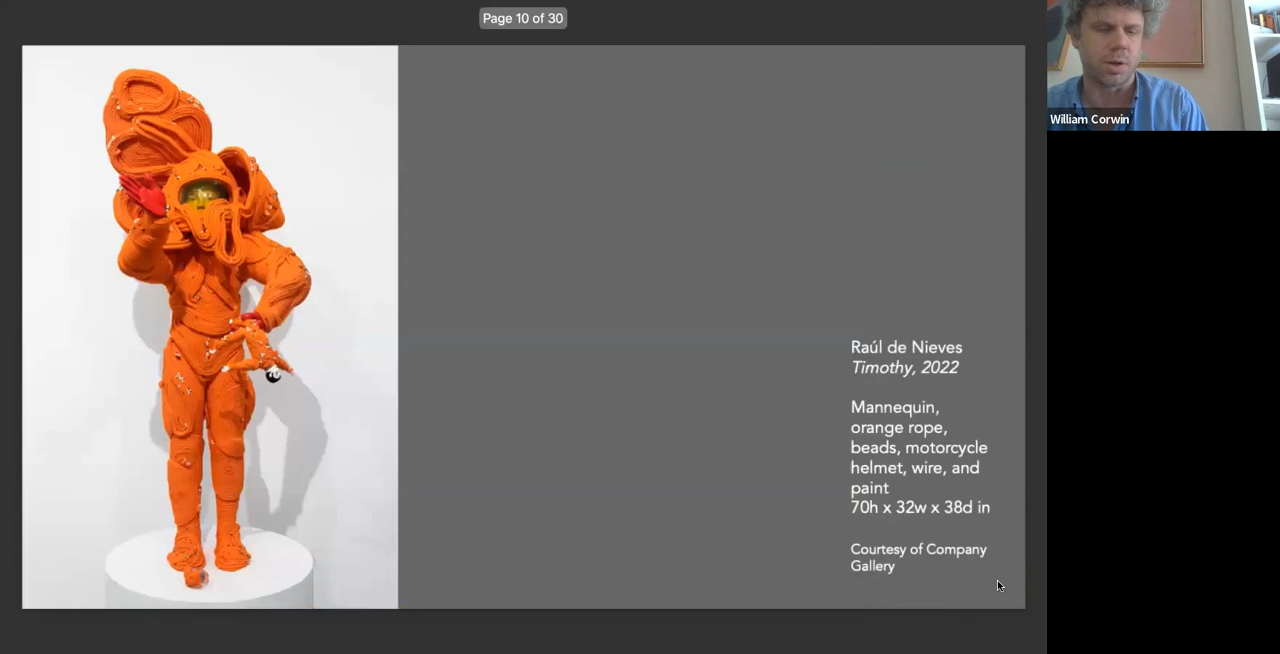 Page 10 of 30
William Corwin
Raúl de Nieves
Timothy, 2022
Mannequin,
orange rope,
beads, motorcycle
helmet, wire, and
paint
70h x 32w x 38d in
Courtesy of Company
Gallery